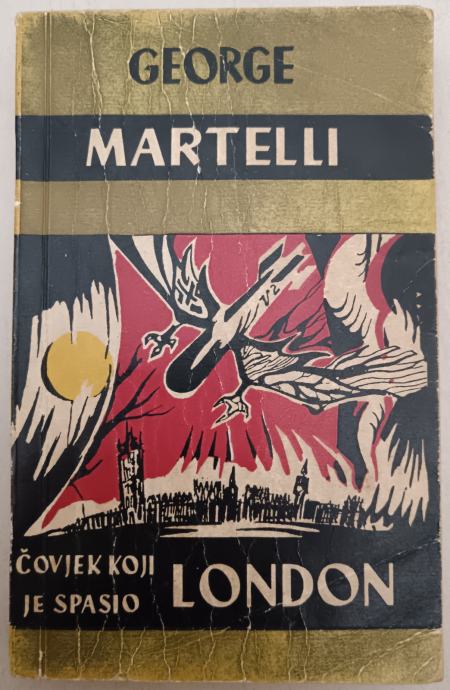 GEORGE
MARTELLI
V2
ČOVJEK KOJI
JE SPASIO
LONDON